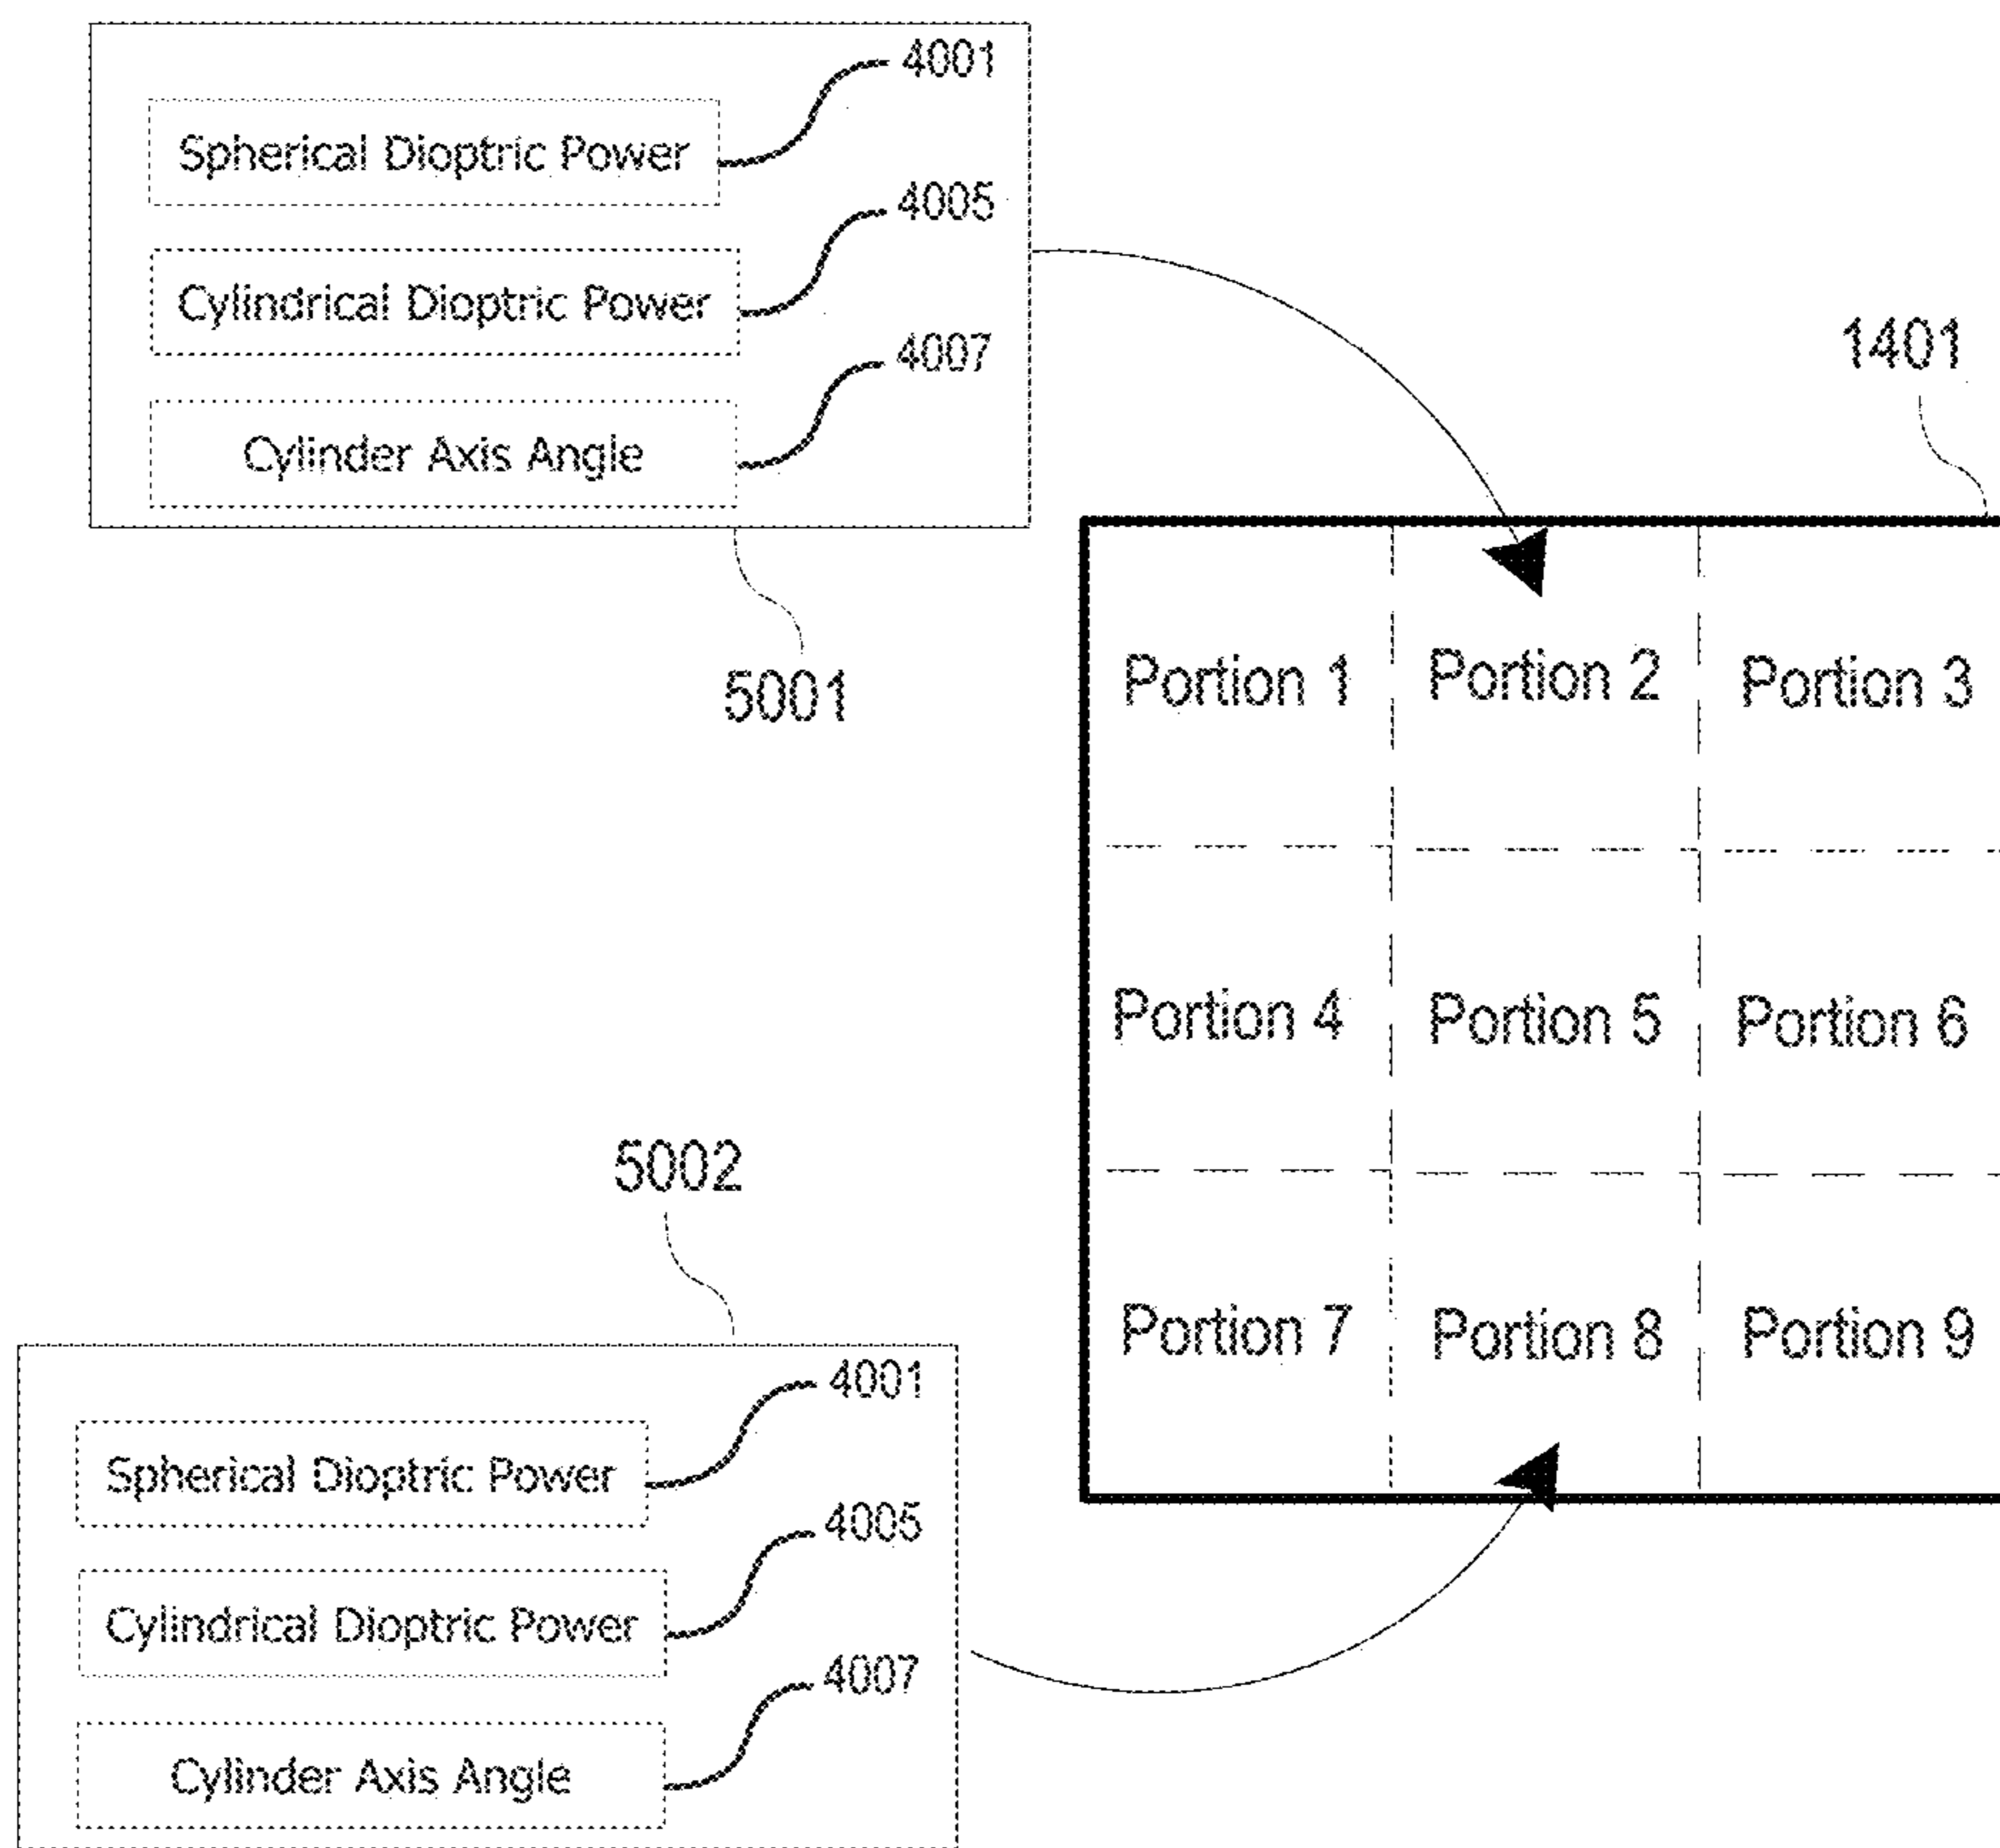 4001
Spherical Dioptric Power
4005
Cylindrical Dioptric Power
4007
Cylinder Axis Angle
5001
1401
Portion 1 Portion 2 Portion 3
Portion 4 Portion 5 Portion 6
Portion 7 Portion 8 Portion 9
5002
4001
Spherical Dioptric Power
4005
Cylindrical Dioptric Power
4007
Cylinder Axis Angle